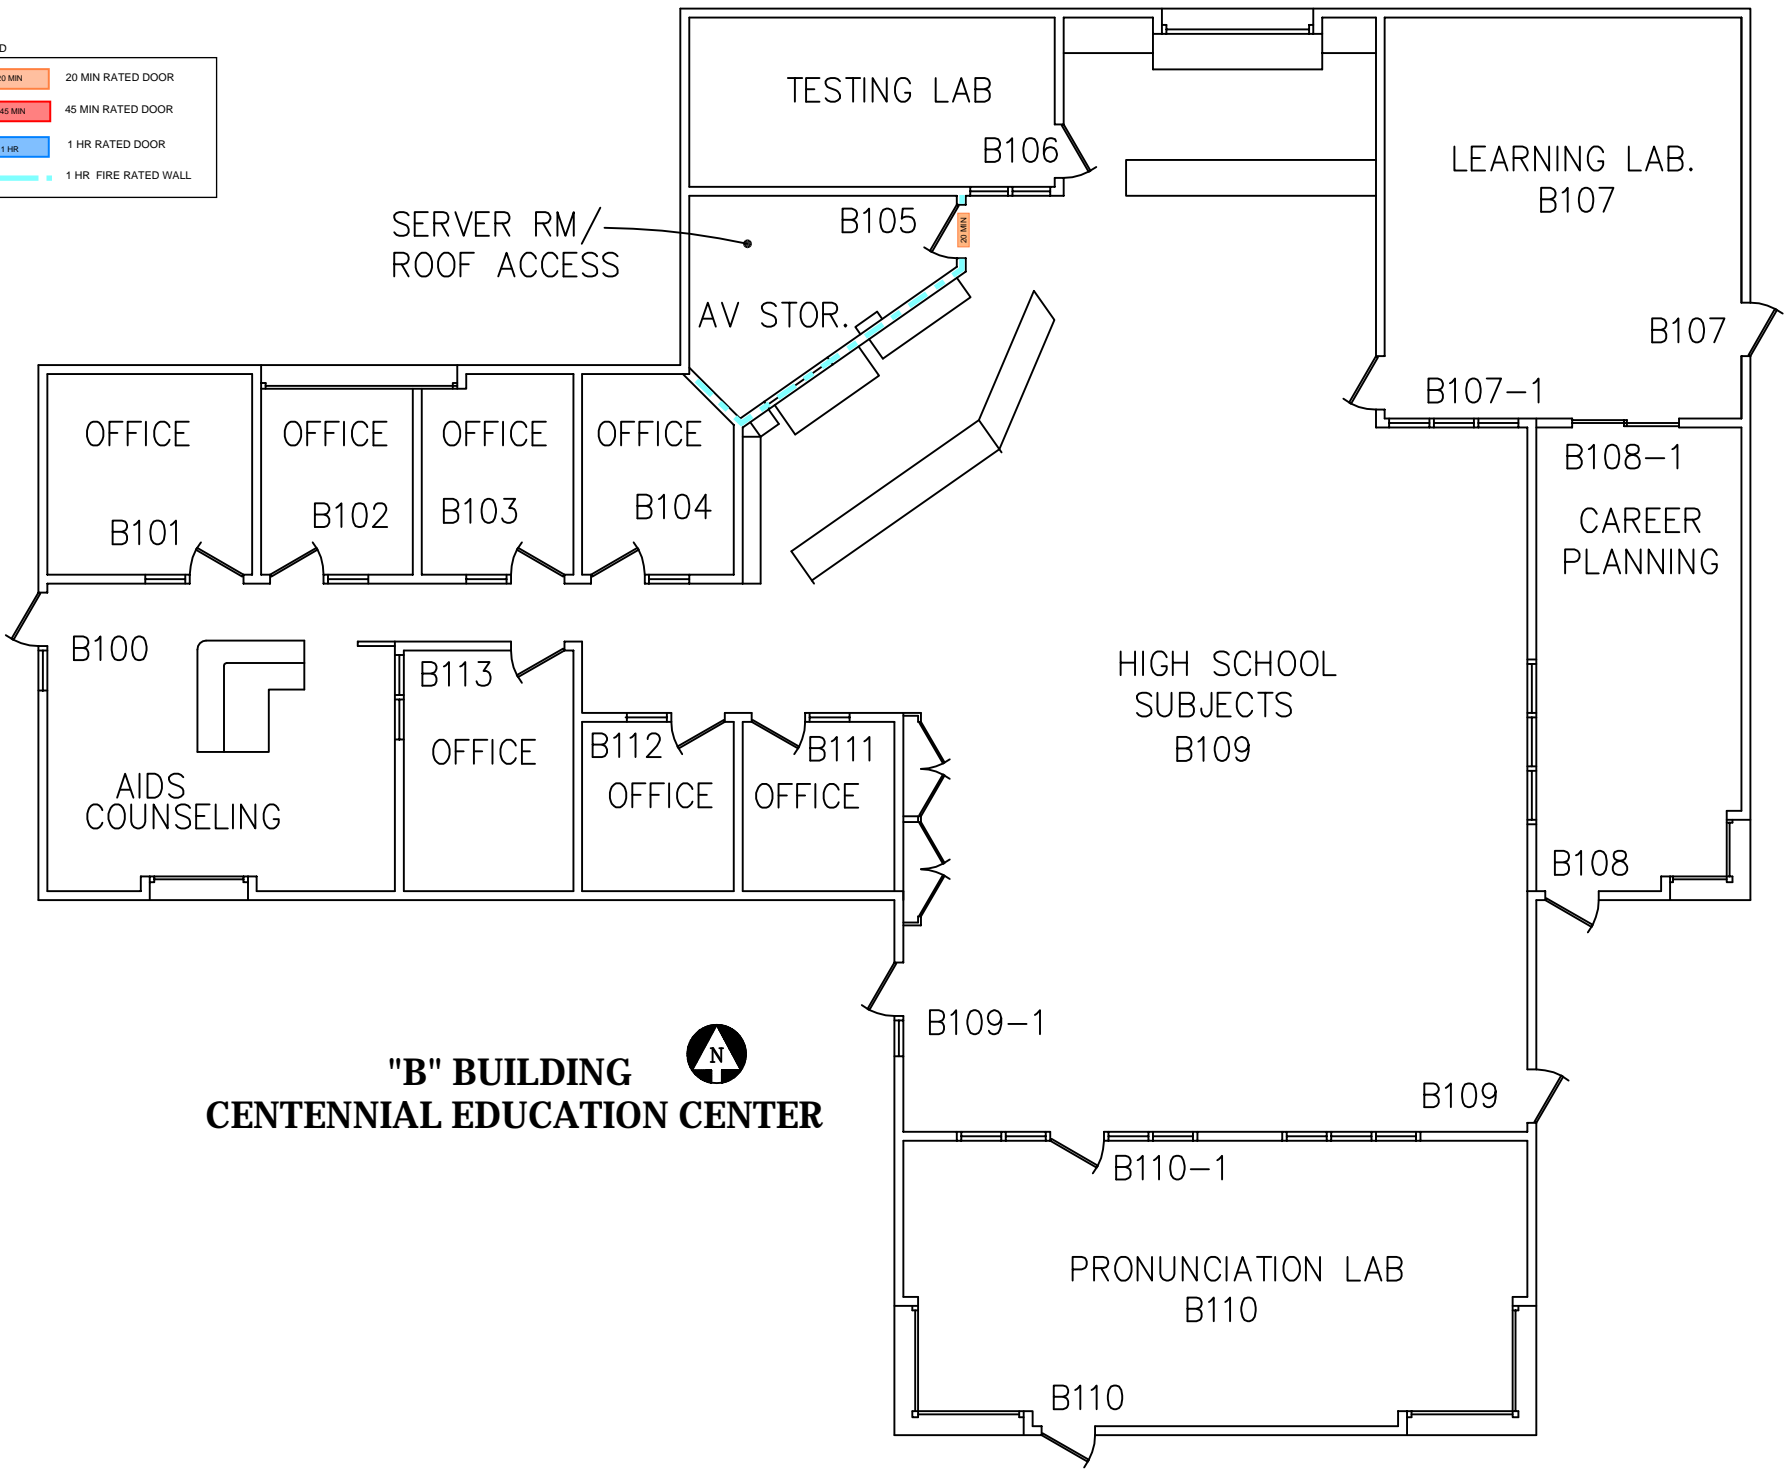 D
20 MIN
20 MIN RATED DOOR
45 MIN
45 MIN RATED DOOR
1 HR
1 HR RATED DOOR
1 HR FIRE RATED WALL
TESTING LAB
B106
LEARNING LAB.
B107
SERVER RM/
ROOF ACCESS
B105
20 MIN
AV STOR.
B107
B107-1
OFFICE
OFFICE
OFFICE
OFFICE
B101
B102
B103
B104
B108-1
CAREER
PLANNING
B100
B113
HIGH SCHOOL
SUBJECTS
B109
OFFICE
B112
B111
OFFICE
OFFICE
AIDS
COUNSELING
B108
B109-1
N
"B" BUILDING
CENTENNIAL EDUCATION CENTER
B109
B110-1
PRONUNCIATION LAB
B110
B110